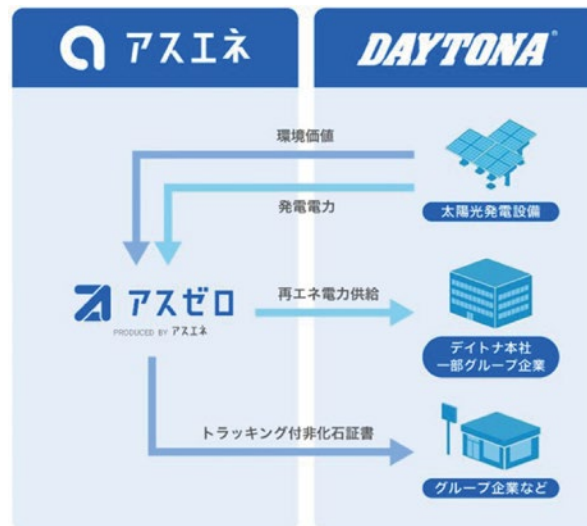 アスエネ
DAYTONA®
環境価値
発電電力
太陽光発電設備
アスゼロ
PRODUCED BY アスエネ
再エネ電力供給
デイトナ本社
一部グループ企業
トラッキング付非化石証書
グループ企業など